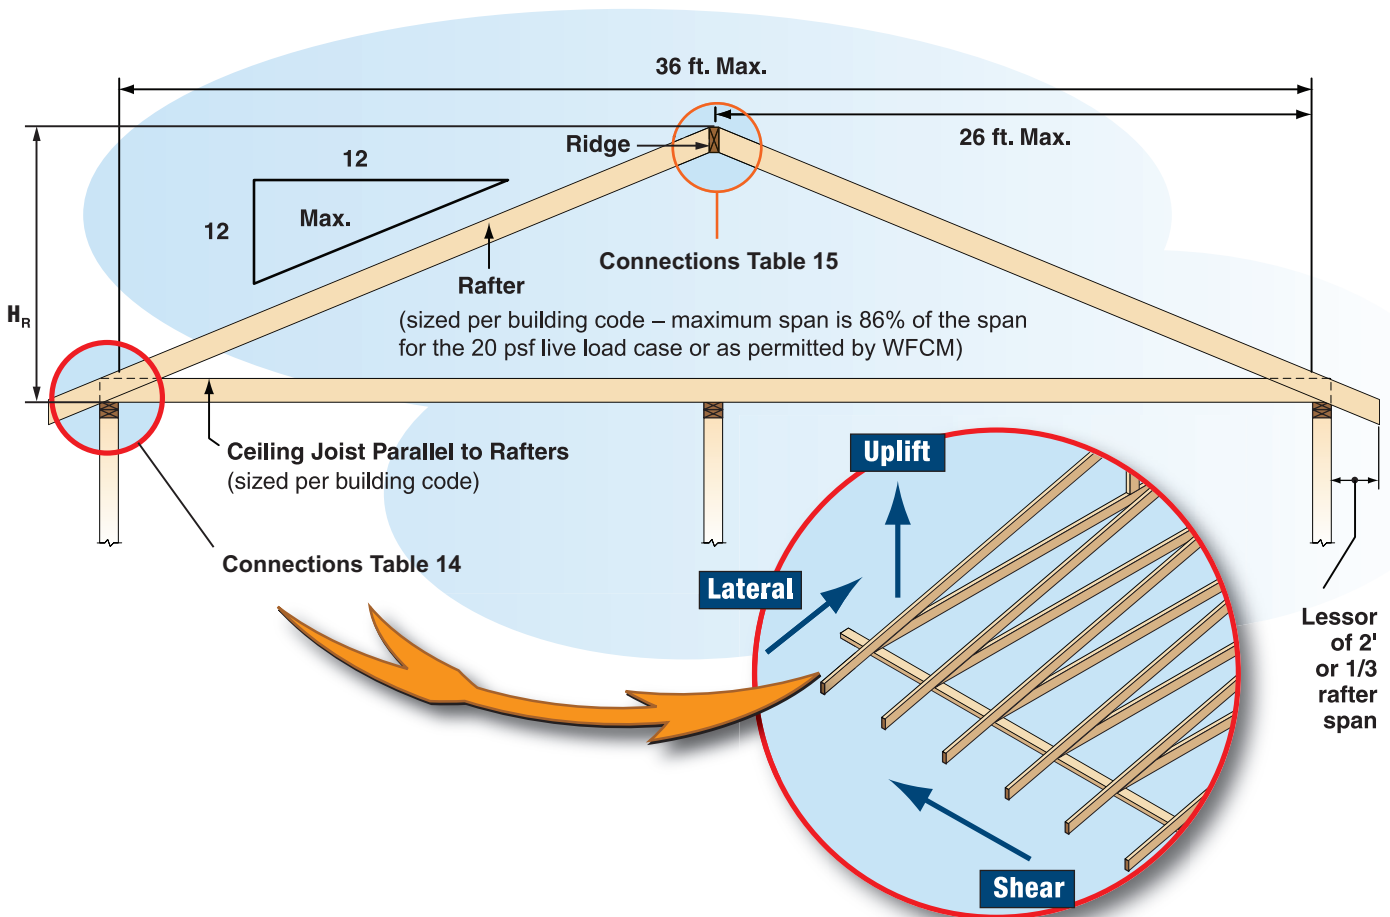 36 ft. Max.
26 ft. Max.
Ridge
12
12
Max.
Connections Table 15
Rafter
(sized per building code – maximum span is 86% of the span
for the 20 psf live load case or as permitted by WFCM)
HR
Ceiling Joist Parallel to Rafters
(sized per building code)
Connections Table 14
Uplift
Lateral
Shear
Lessor
of 2'
or 1/3
rafter
span